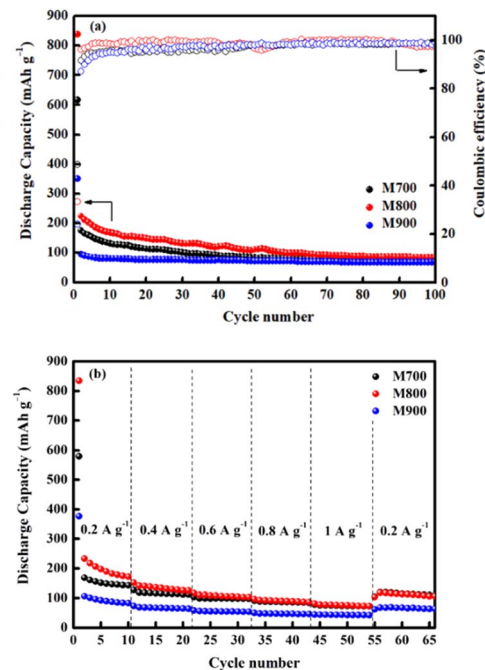 (a)
M700
M800
M900
Discharge Capacity (mAh g⁻¹)
900
800
700
600
500
400
300
200
100
0
Coulombic efficiency (%)
100
80
60
40
20
0
0 10 20 30 40 50 60 70 80 90 100
Cycle number
(b)
M700
M800
M900
Discharge Capacity (mAh g⁻¹)
900
800
700
600
500
400
300
200
100
0
0.2 A g⁻¹ 0.4 A g⁻¹ 0.6 A g⁻¹ 0.8 A g⁻¹ 1 A g⁻¹ 0.2 A g⁻¹
0 5 10 15 20 25 30 35 40 45 50 55 60 65
Cycle number